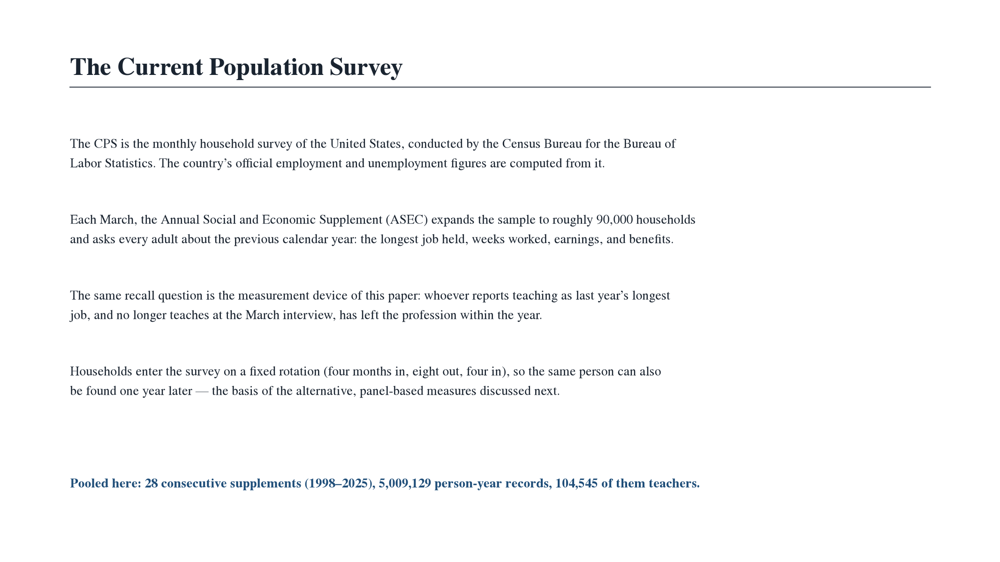 The Current Population Survey
The CPS is the monthly household survey of the United States, conducted by the Census Bureau for the Bureau of
Labor Statistics. The country’s official employment and unemployment figures are computed from it.
Each March, the Annual Social and Economic Supplement (ASEC) expands the sample to roughly 90,000 households
and asks every adult about the previous calendar year: the longest job held, weeks worked, earnings, and benefits.
The same recall question is the measurement device of this paper: whoever reports teaching as last year’s longest
job, and no longer teaches at the March interview, has left the profession within the year.
Households enter the survey on a fixed rotation (four months in, eight out, four in), so the same person can also
be found one year later — the basis of the alternative, panel-based measures discussed next.
Pooled here: 28 consecutive supplements (1998–2025), 5,009,129 person-year records, 104,545 of them teachers.